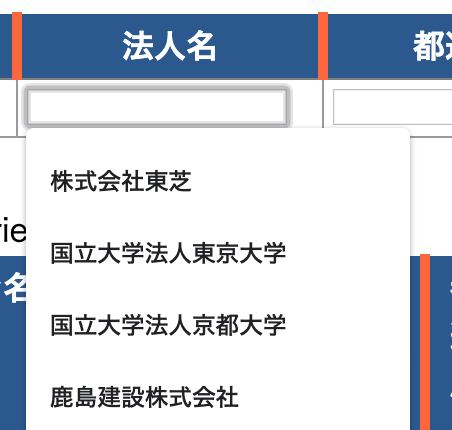 法人名
株式会社東芝
国立大学法人東京大学
rie
名
国立大学法人京都大学
鹿島建設株式会社